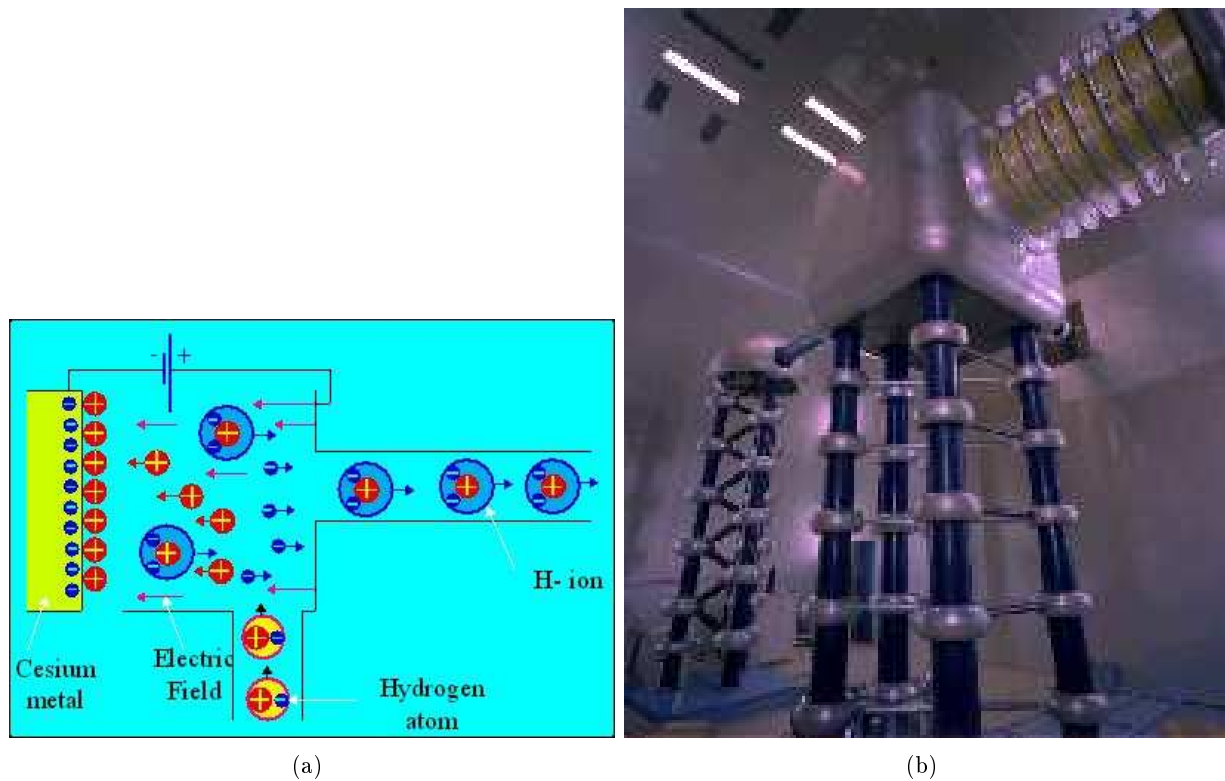 - +
H- ion
Cesium
metal
Electric
Field
Hydrogen
atom
(a)
(b)